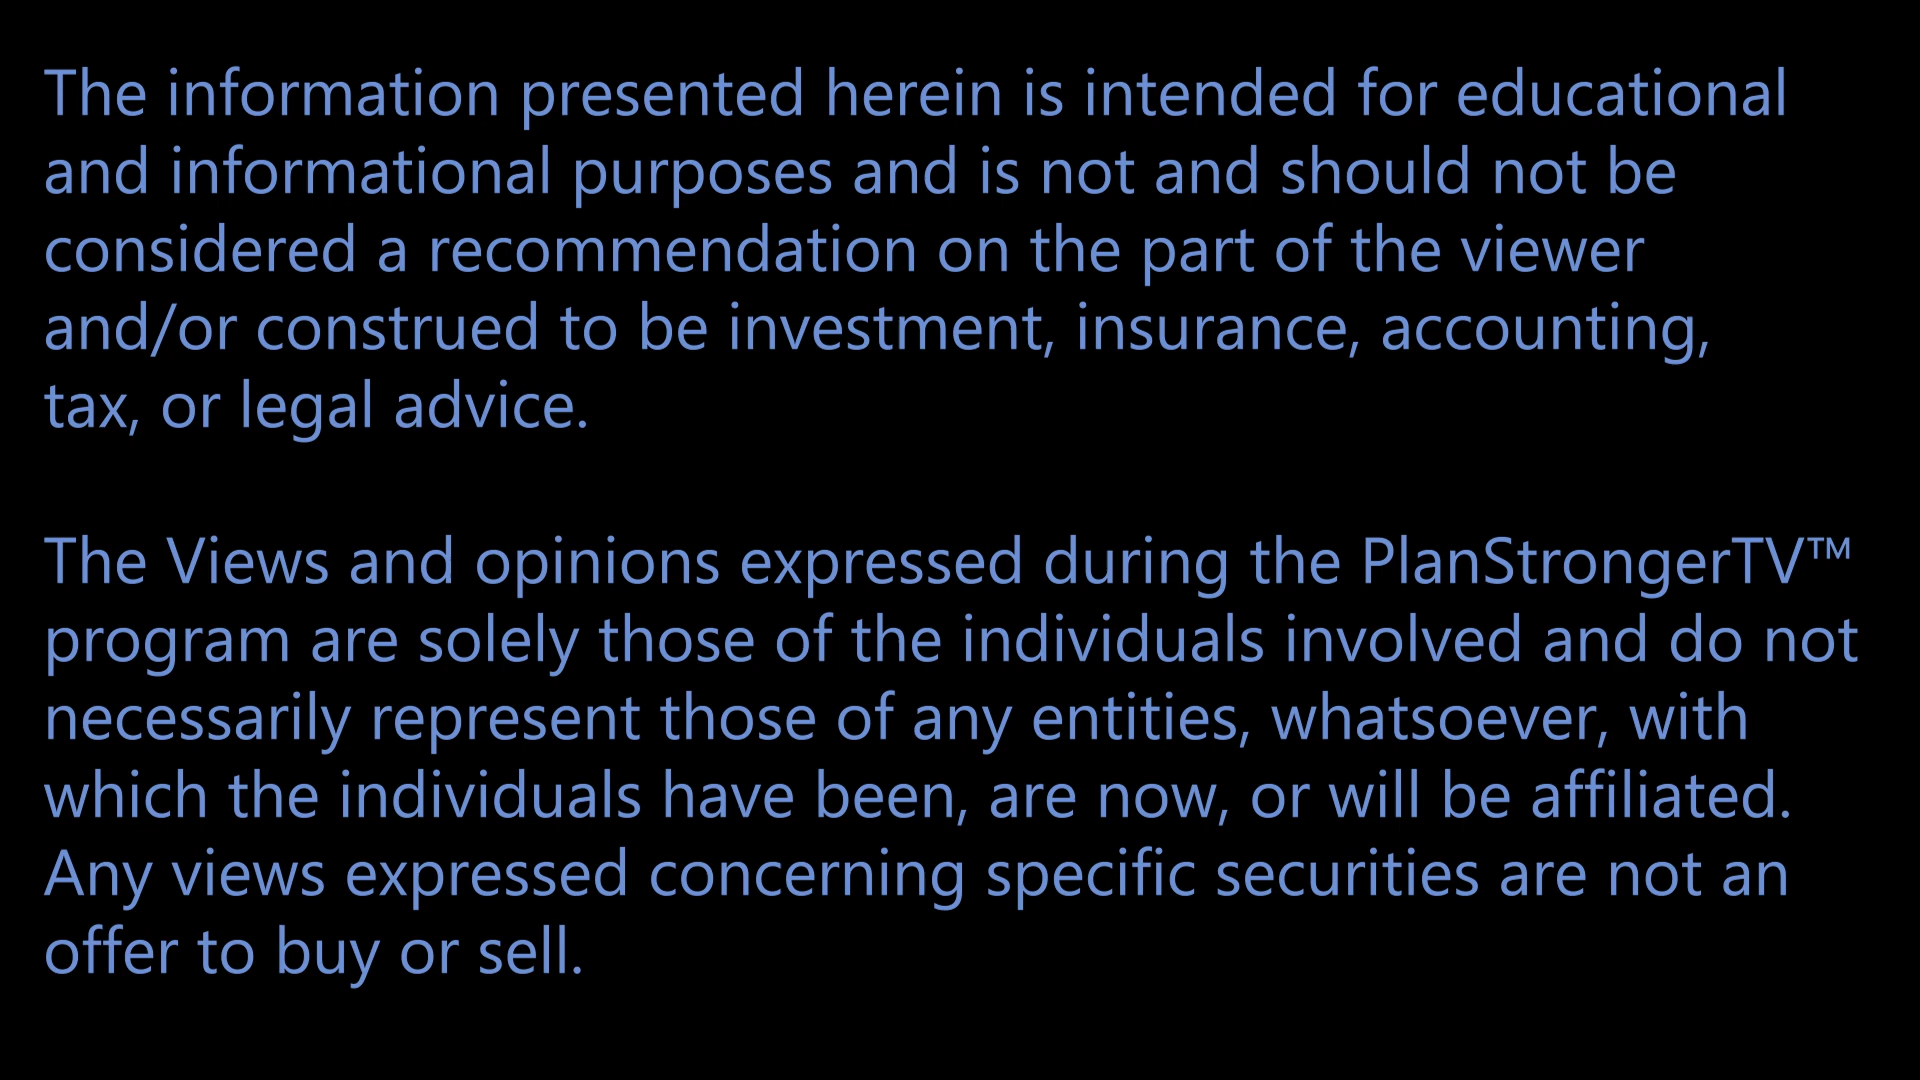 The information presented herein is intended for educational
and informational purposes and is not and should not be
considered a recommendation on the part of the viewer
and/or construed to be investment, insurance, accounting,
tax, or legal advice.
The Views and opinions expressed during the PlanStrongerTV™
program are solely those of the individuals involved and do not
necessarily represent those of any entities, whatsoever, with
which the individuals have been, are now, or will be affiliated.
Any views expressed concerning specific securities are not an
offer to buy or sell.